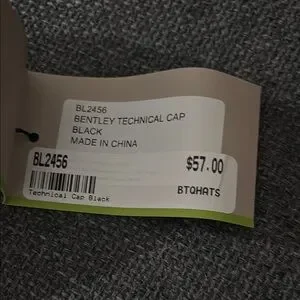 BL2456
BENTLEY TECHNICAL CAP
BLACK
MADE IN CHINA
BL2456 $57.00
BTQHATS
Technical Cap Black